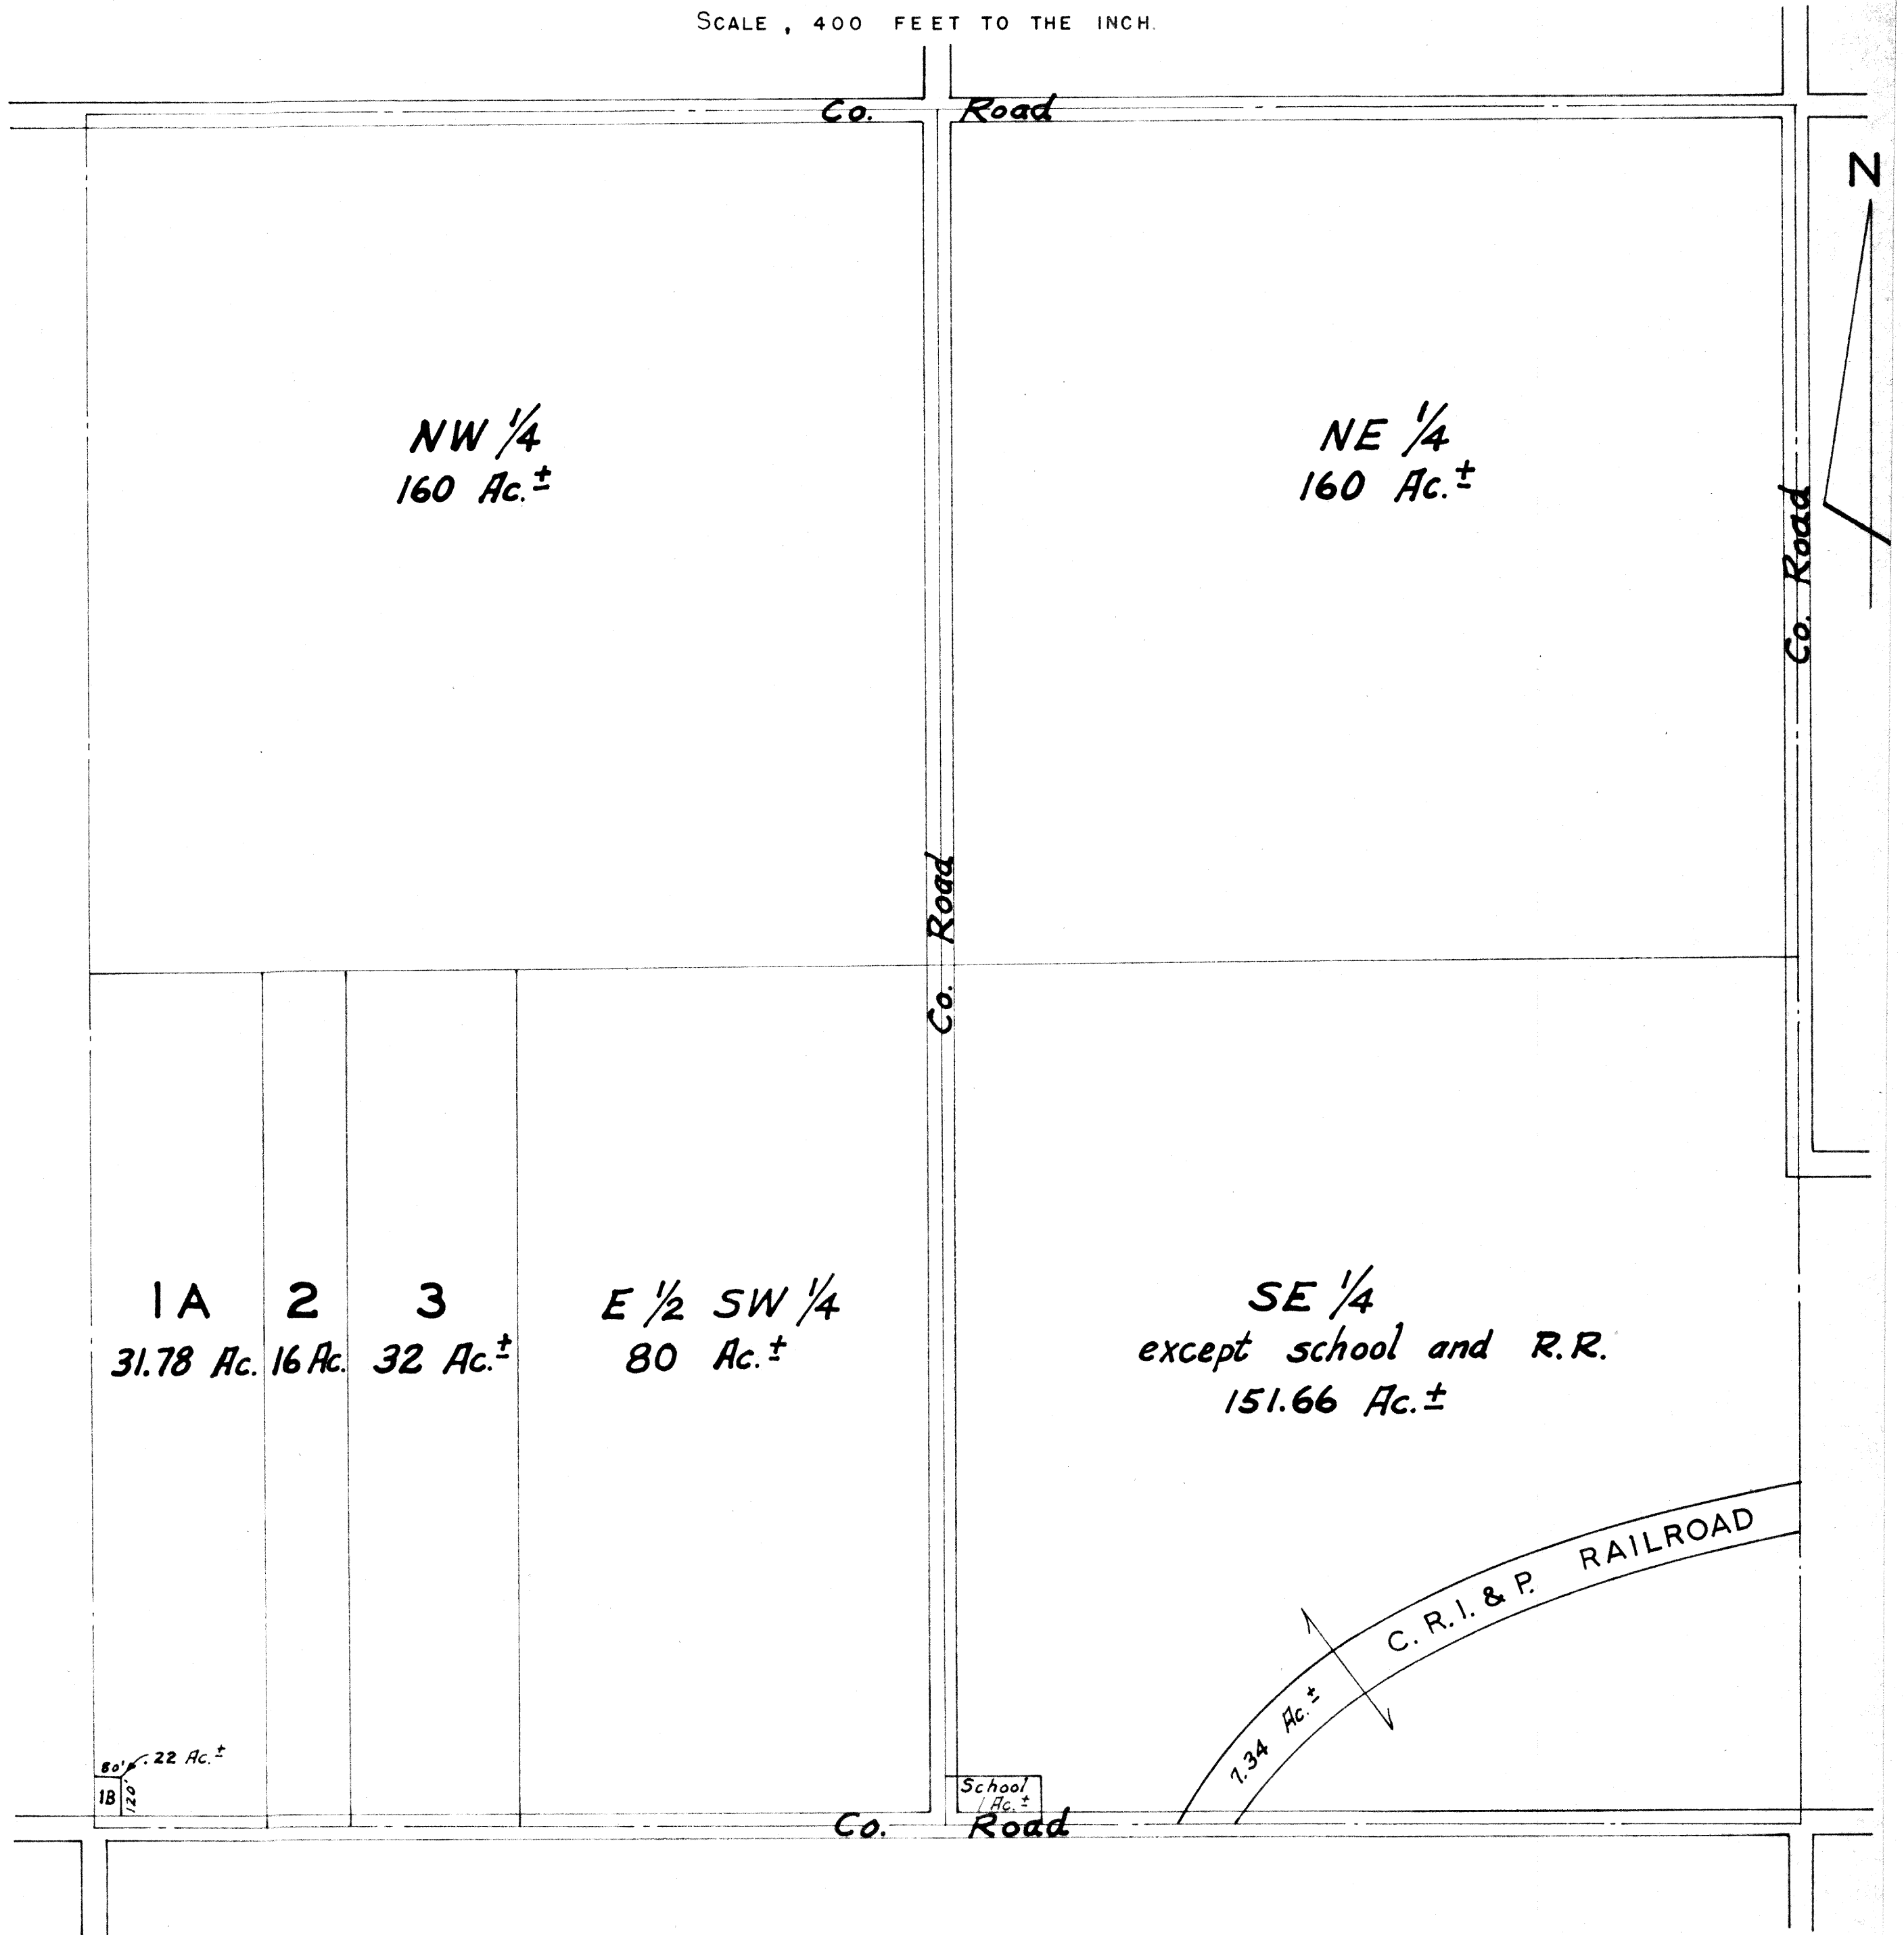 SCALE , 400 FEET TO THE INCH.
Co. Road
N
NW 1/4
160 Ac.±
NE 1/4
160 Ac.±
Co. Road
Co. Road
1A
31.78 Ac.
2
16 Ac.
3
32 Ac.±
E 1/2 SW 1/4
80 Ac.±
SE 1/4
except school and R.R.
151.66 Ac.±
C. R. I. & P. RAILROAD
7.34 Ac.±
80'
.22 Ac.±
1B
120'
School
1 Ac.±
Co. Road